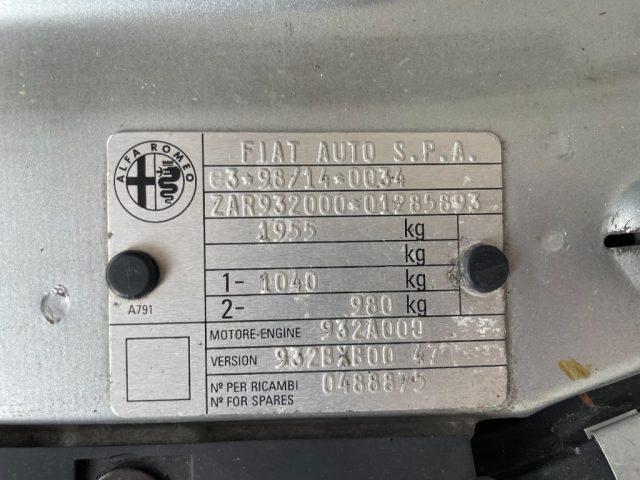 ALFA ROMEO
FIAT AUTO S.P.A.
e3*98/14*0034
ZAR932000*01285893
1955 kg
kg
1- 1040 kg
2- 980 kg
A791
MOTORE-ENGINE 932A000
VERSION 932BXB00 47
Nº PER RICAMBI
Nº FOR SPARES 0488875